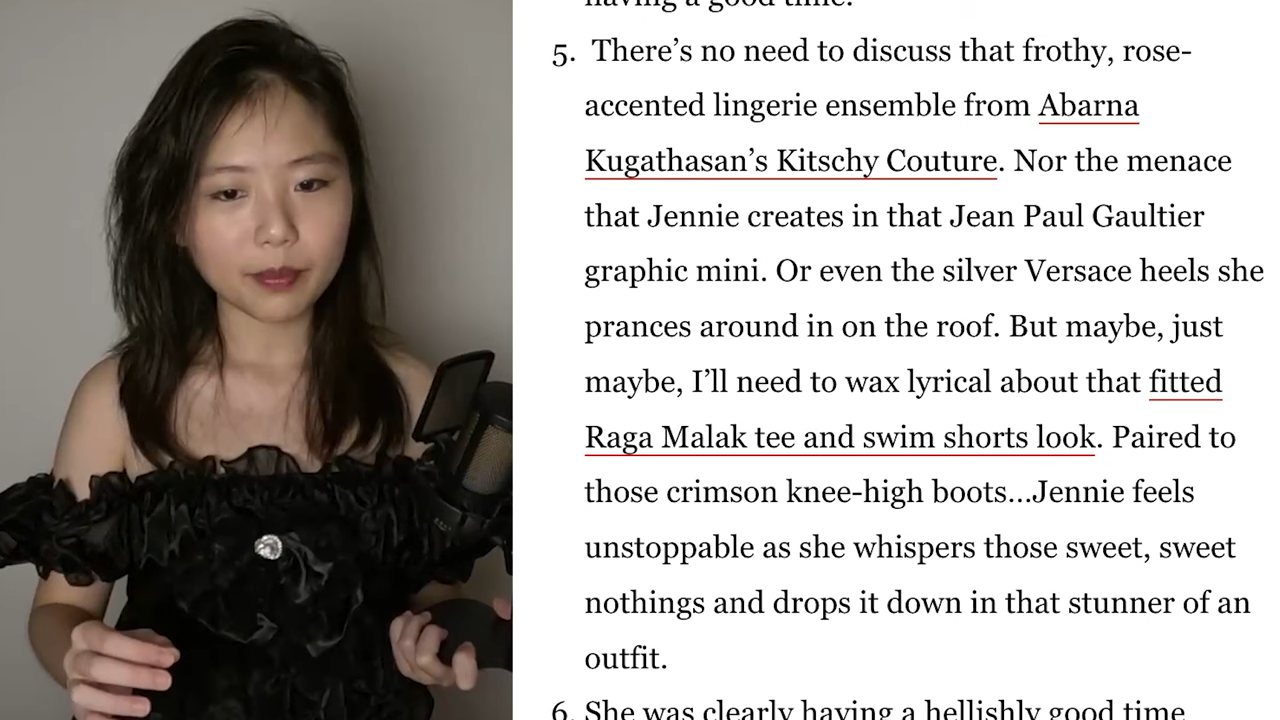 having a good time.
5. There’s no need to discuss that frothy, rose-
accented lingerie ensemble from Abarna
Kugathasan’s Kitschy Couture. Nor the menace
that Jennie creates in that Jean Paul Gaultier
graphic mini. Or even the silver Versace heels she
prances around in on the roof. But maybe, just
maybe, I’ll need to wax lyrical about that fitted
Raga Malak tee and swim shorts look. Paired to
those crimson knee-high boots...Jennie feels
unstoppable as she whispers those sweet, sweet
nothings and drops it down in that stunner of an
outfit.
6. She was clearly having a hellishly good time